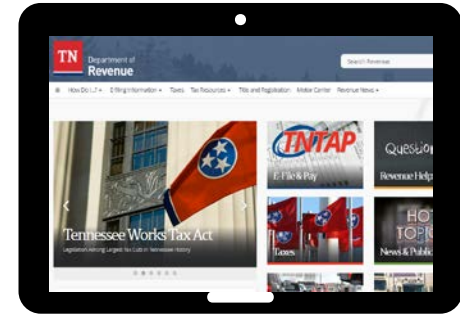 TN
Department of
Revenue
Search Revenue
How Do I...? E-filing Information Taxes Tax Resources Title and Registration Motor Carrier Revenue News
Tennessee Works Tax Act
Legislation Among Largest Tax Cuts in Tennessee History
TNTAP
E-File & Pay
Question
Revenue Help
Taxes
HOT
TOPIC
News & Public